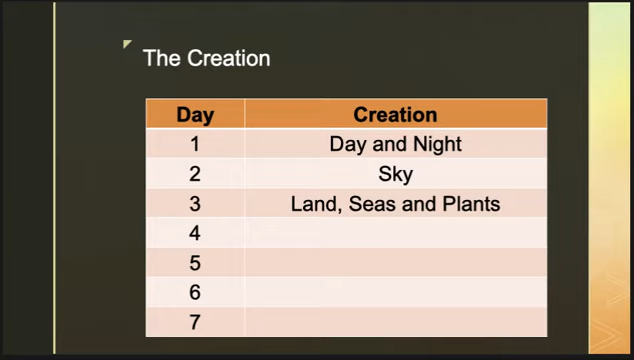 The Creation
Day Creation
1 Day and Night
2 Sky
3 Land, Seas and Plants
4
5
6
7